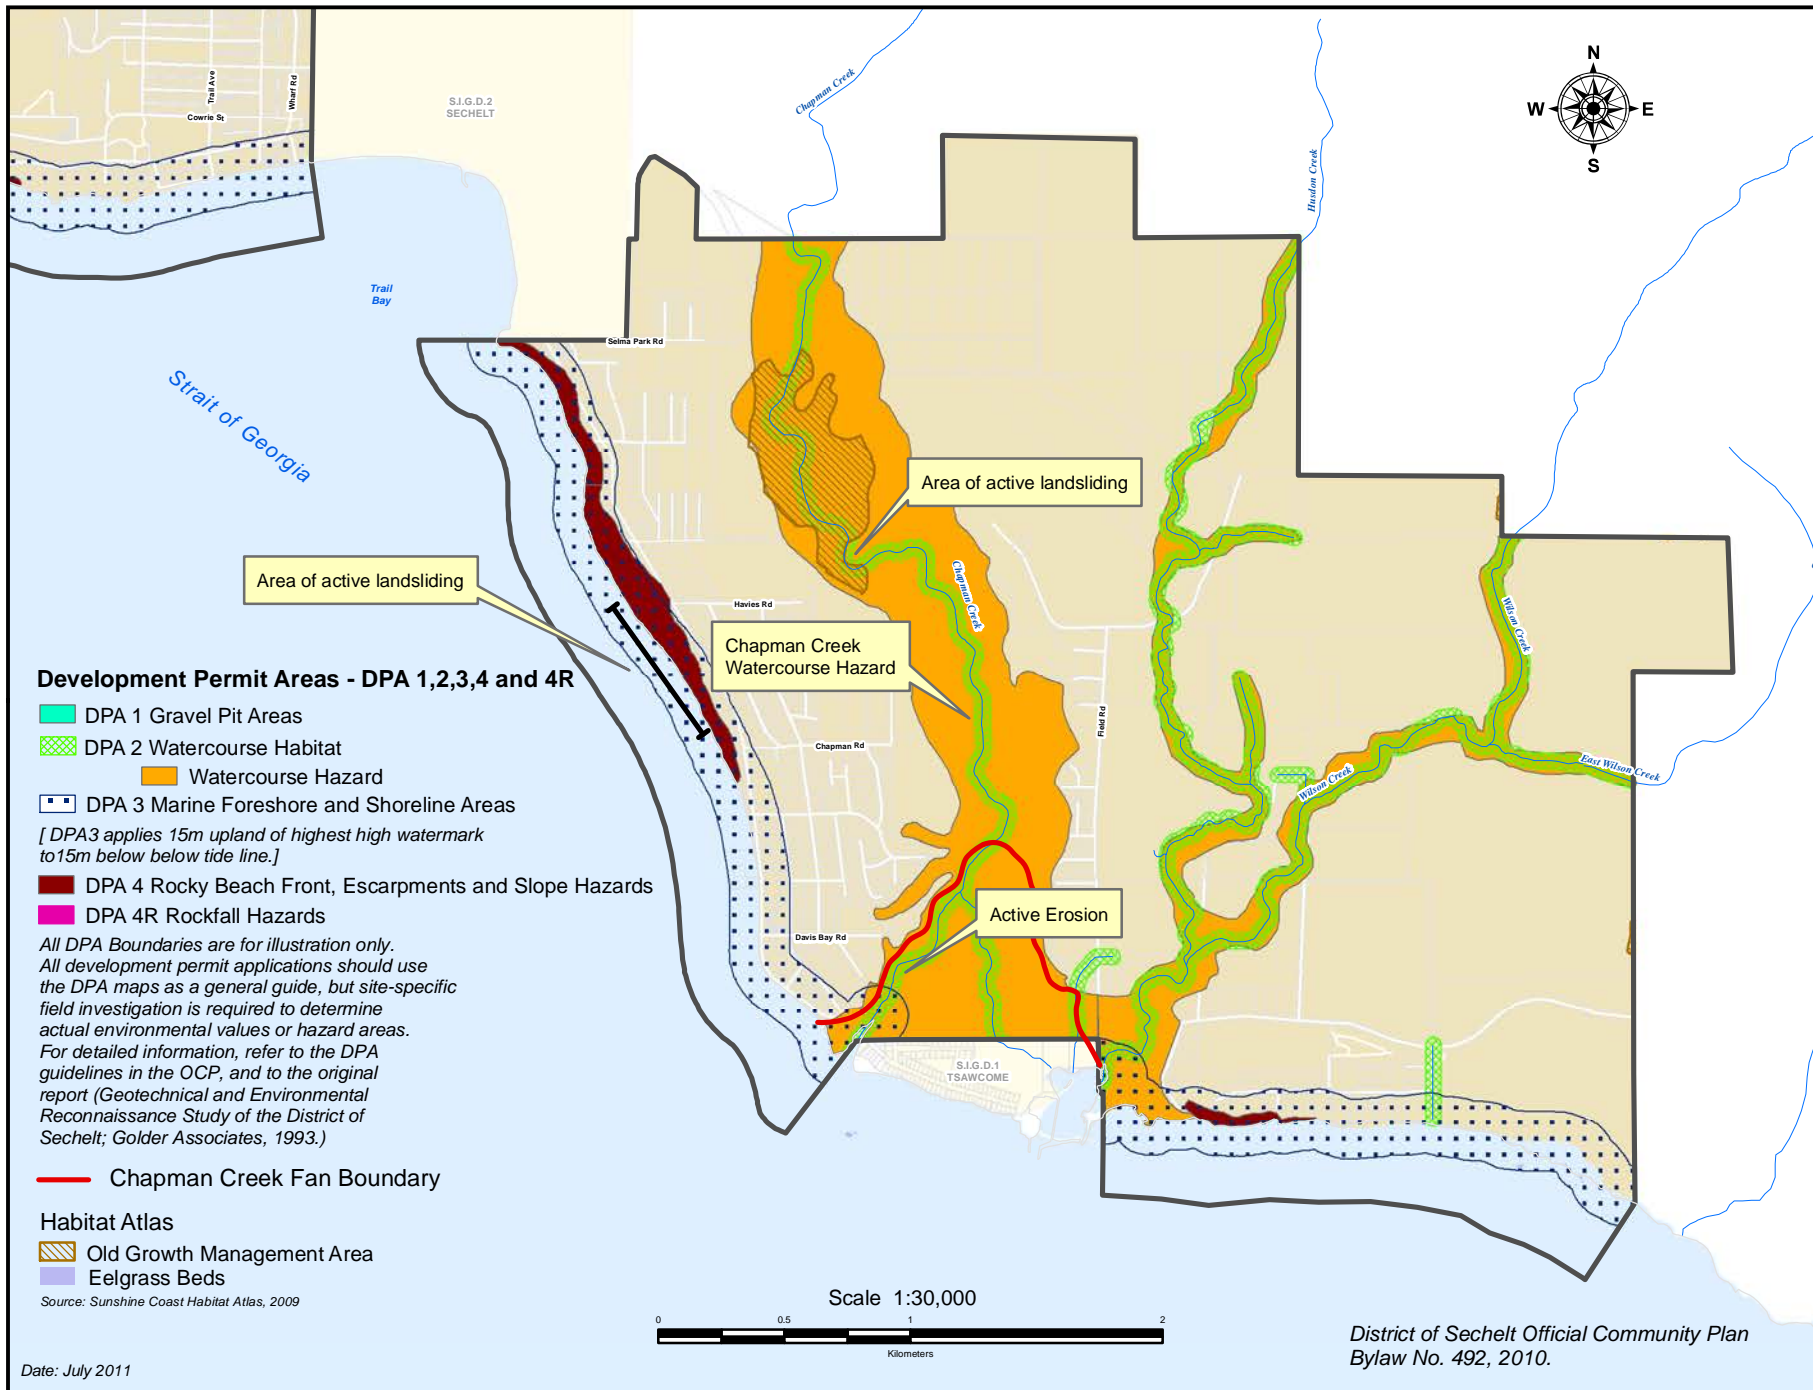 Trail Ave
Wharf Rd
Cowrie St
S.I.G.D.2
SECHELT
Chapman Creek
Husdon Creek
N
W
E
S
Trail
Bay
Strait of Georgia
Selma Park Rd
Area of active landsliding
Area of active landsliding
Chapman Creek
Havies Rd
Wilson Creek
Chapman Creek
Watercourse Hazard
Field Rd
Chapman Rd
East Wilson Creek
Wilson Creek
Active Erosion
Davis Bay Rd
S.I.G.D.1
TSAWCOME
Development Permit Areas - DPA 1,2,3,4 and 4R
DPA 1 Gravel Pit Areas
DPA 2 Watercourse Habitat
Watercourse Hazard
DPA 3 Marine Foreshore and Shoreline Areas
[ DPA3 applies 15m upland of highest high watermark
to15m below below tide line.]
DPA 4 Rocky Beach Front, Escarpments and Slope Hazards
DPA 4R Rockfall Hazards
All DPA Boundaries are for illustration only.
All development permit applications should use
the DPA maps as a general guide, but site-specific
field investigation is required to determine
actual environmental values or hazard areas.
For detailed information, refer to the DPA
guidelines in the OCP, and to the original
report (Geotechnical and Environmental
Reconnaissance Study of the District of
Sechelt; Golder Associates, 1993.)
Chapman Creek Fan Boundary
Habitat Atlas
Old Growth Management Area
Eelgrass Beds
Source: Sunshine Coast Habitat Atlas, 2009
Scale 1:30,000
0 0.5 1 2
Kilometers
District of Sechelt Official Community Plan
Bylaw No. 492, 2010.
Date: July 2011